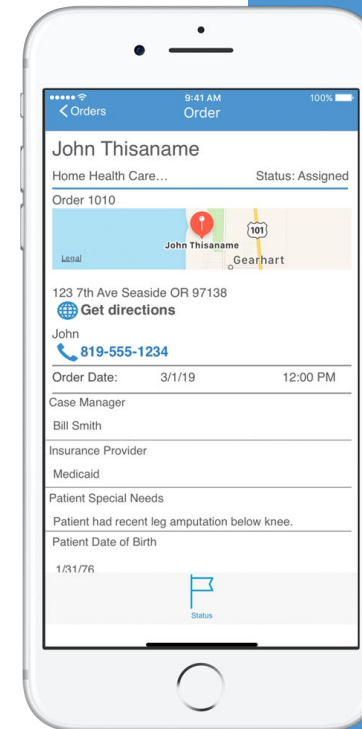 9:41 AM 100%
Orders Order
John Thisaname
Home Health Care… Status: Assigned
Order 1010
101
John Thisaname
Gearhart
Legal
123 7th Ave Seaside OR 97138
Get directions
John
819-555-1234
Order Date: 3/1/19 12:00 PM
Case Manager
Bill Smith
Insurance Provider
Medicaid
Patient Special Needs
Patient had recent leg amputation below knee.
Patient Date of Birth
1/31/76
Status